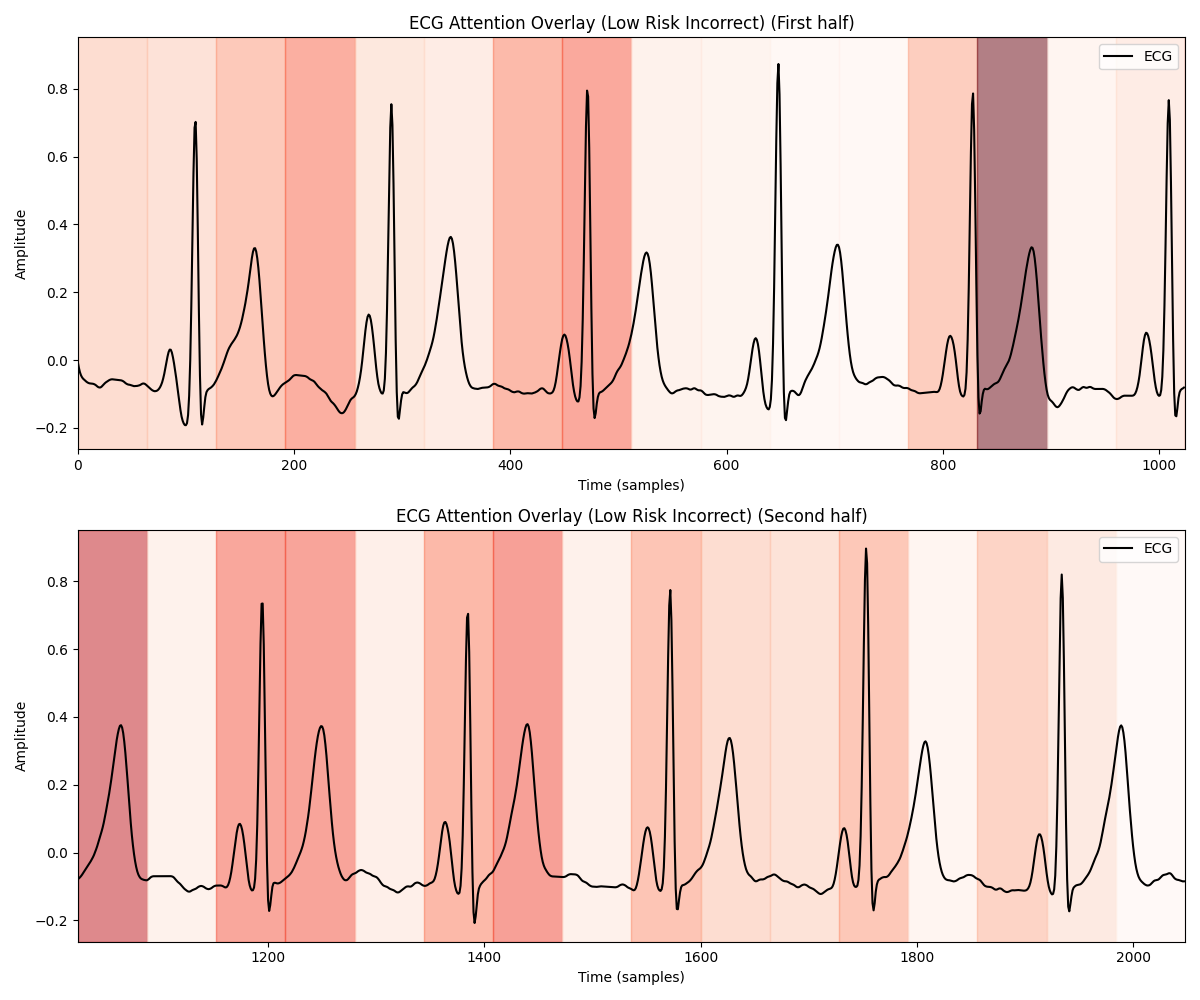 ECG Attention Overlay (Low Risk Incorrect) (First half)
ECG
Amplitude
0.8
0.6
0.4
0.2
0.0
−0.2
0 200 400 600 800 1000
Time (samples)
ECG Attention Overlay (Low Risk Incorrect) (Second half)
ECG
Amplitude
0.8
0.6
0.4
0.2
0.0
−0.2
1200 1400 1600 1800 2000
Time (samples)